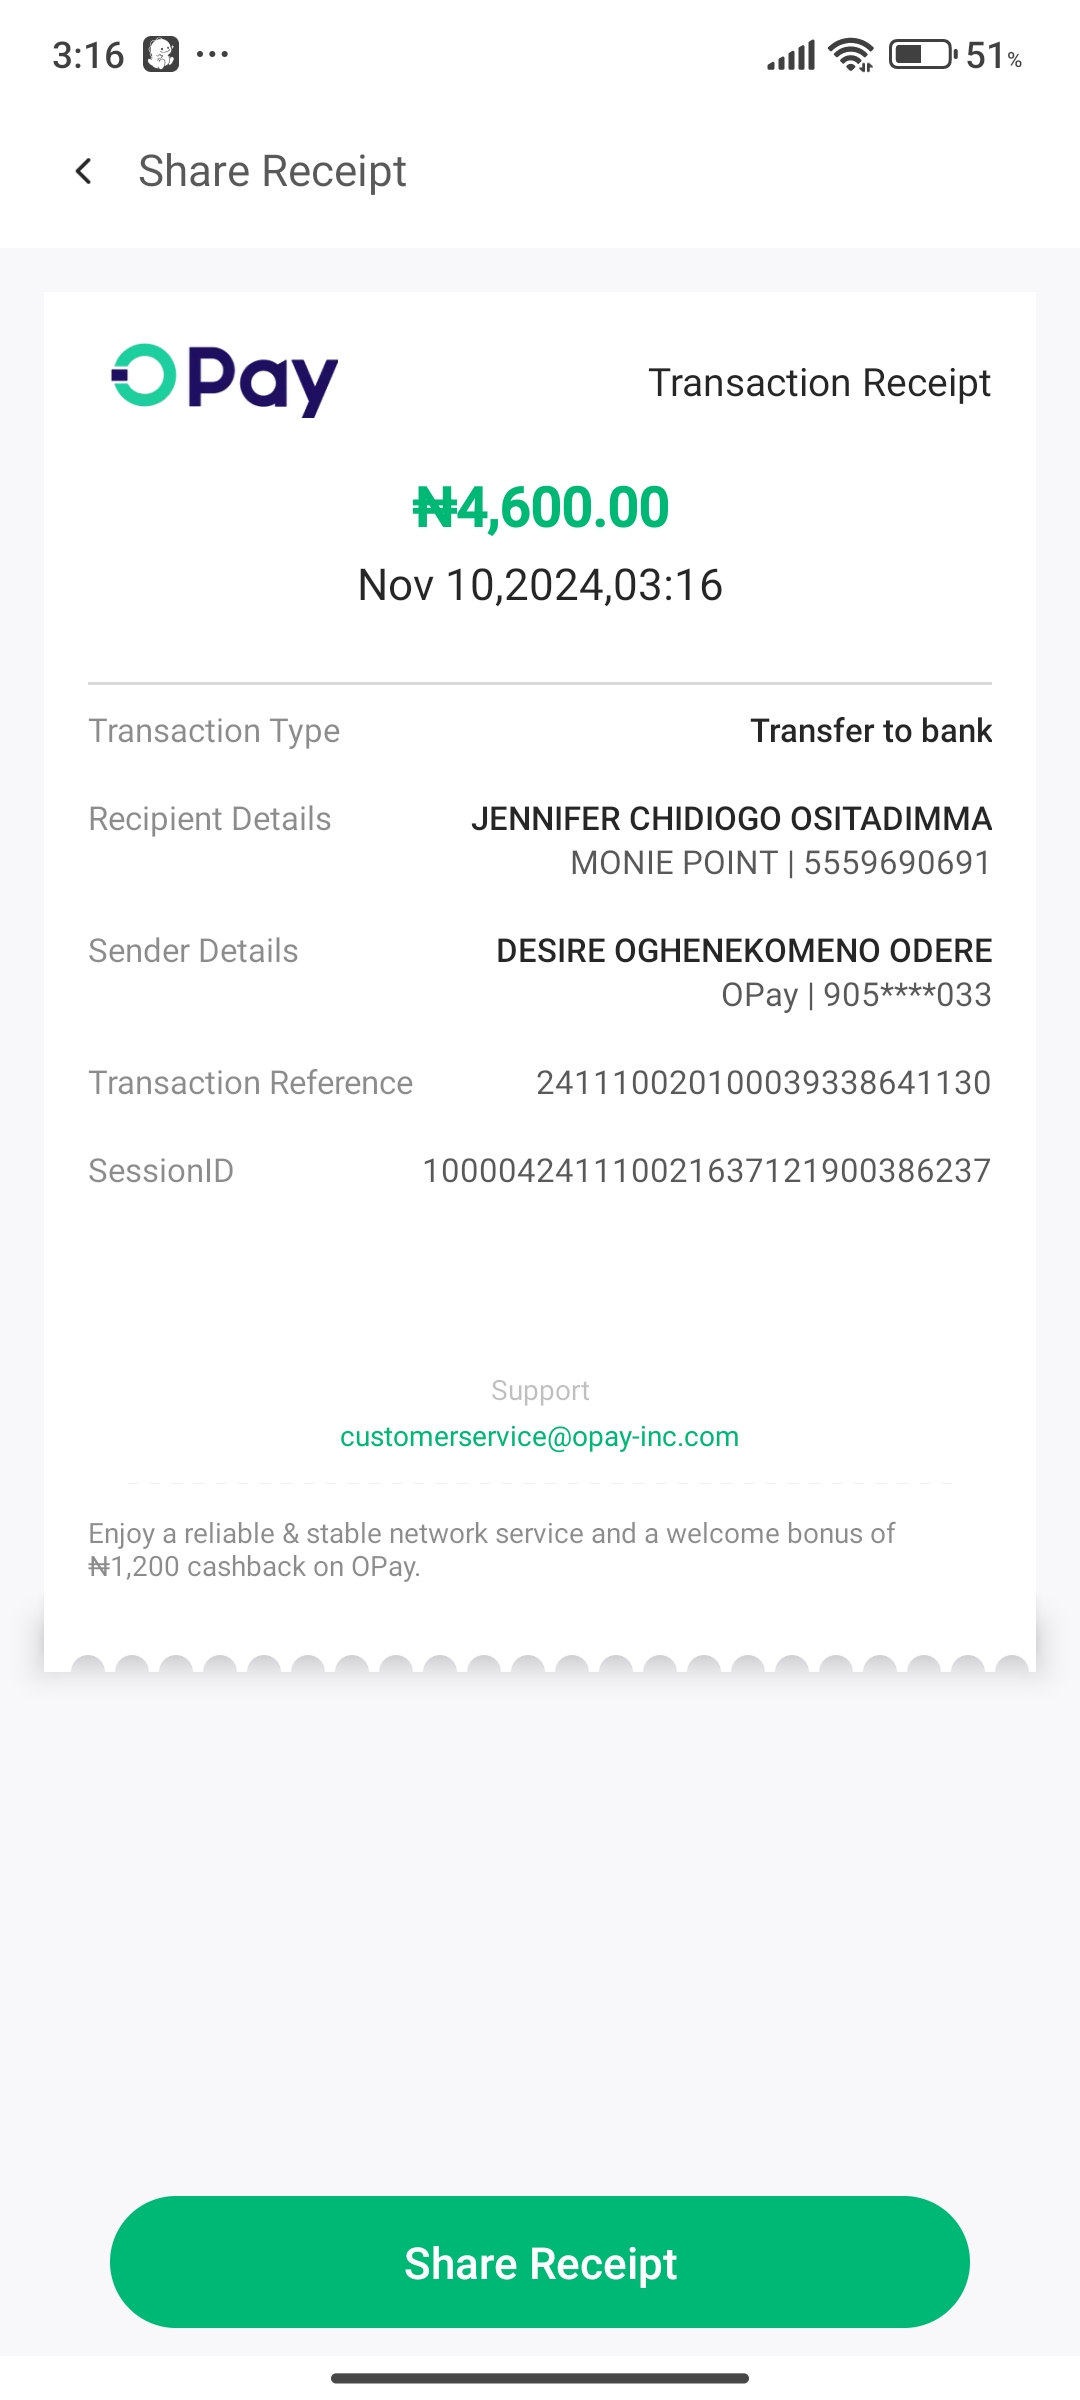 3:16 ... 51%
Share Receipt
OPay Transaction Receipt
₦4,600.00
Nov 10,2024,03:16
Transaction Type Transfer to bank
Recipient Details JENNIFER CHIDIOGO OSITADIMMA
MONIE POINT | 5559690691
Sender Details DESIRE OGHENEKOMENO ODERE
OPay | 905****033
Transaction Reference 241110020100039338641130
SessionID 100004241110021637121900386237
Support
customerservice@opay-inc.com
Enjoy a reliable & stable network service and a welcome bonus of
₦1,200 cashback on OPay.
Share Receipt